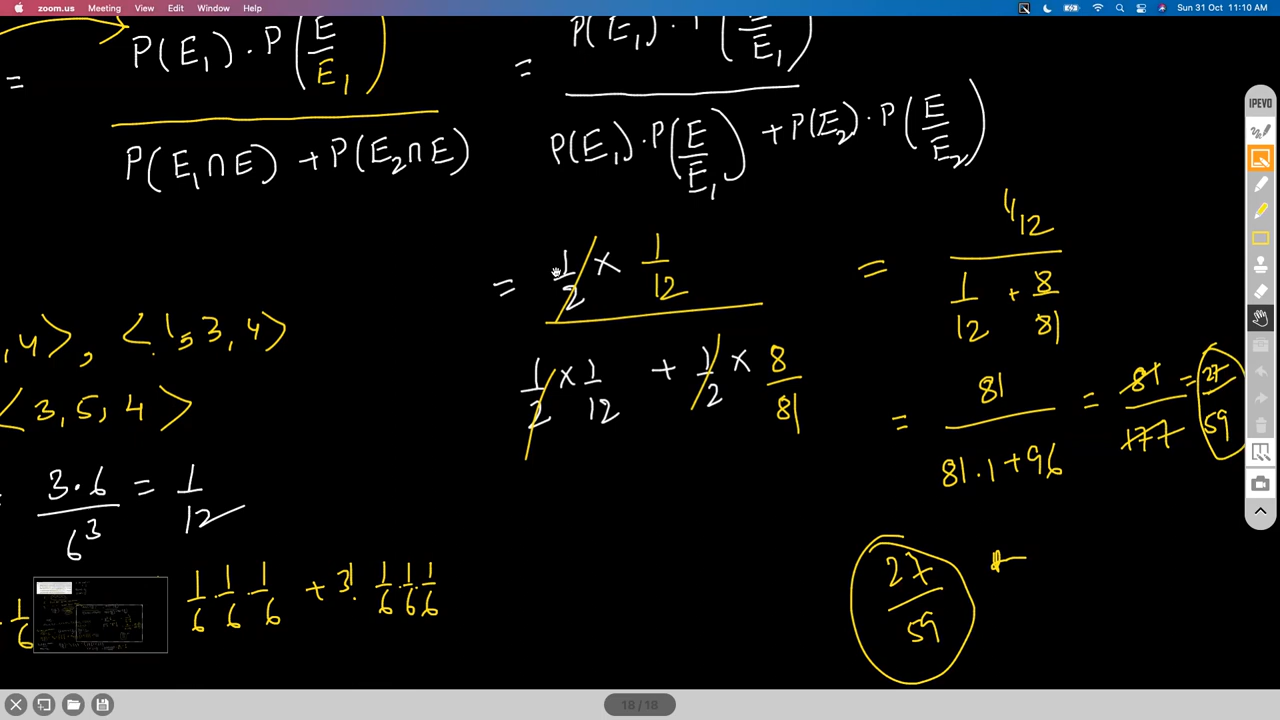 zoom.us Meeting View Edit Window Help Sun 31 Oct 11:10 AM
= P(E₁) · P(E/E₁) / P(E₁∩E) + P(E₂∩E)
= P(E₁) · P(E/E₁) / P(E₁) · P(E/E₁) + P(E₂) · P(E/E₂)
= 1/2 × 1/12 / 1/2 × 1/12 + 1/2 × 8/81
= 1/12 / 1/12 + 8/81
,4>, <1,3,4>
<3,5,4>
= 81 / 81·1+96 = 81/177 = 27/59
= 3·6/6³ = 1/12
1/6 1/6 · 1/6 · 1/6 + 3! 1/6 · 1/6 · 1/6
27/59
IPEVO
18 / 18